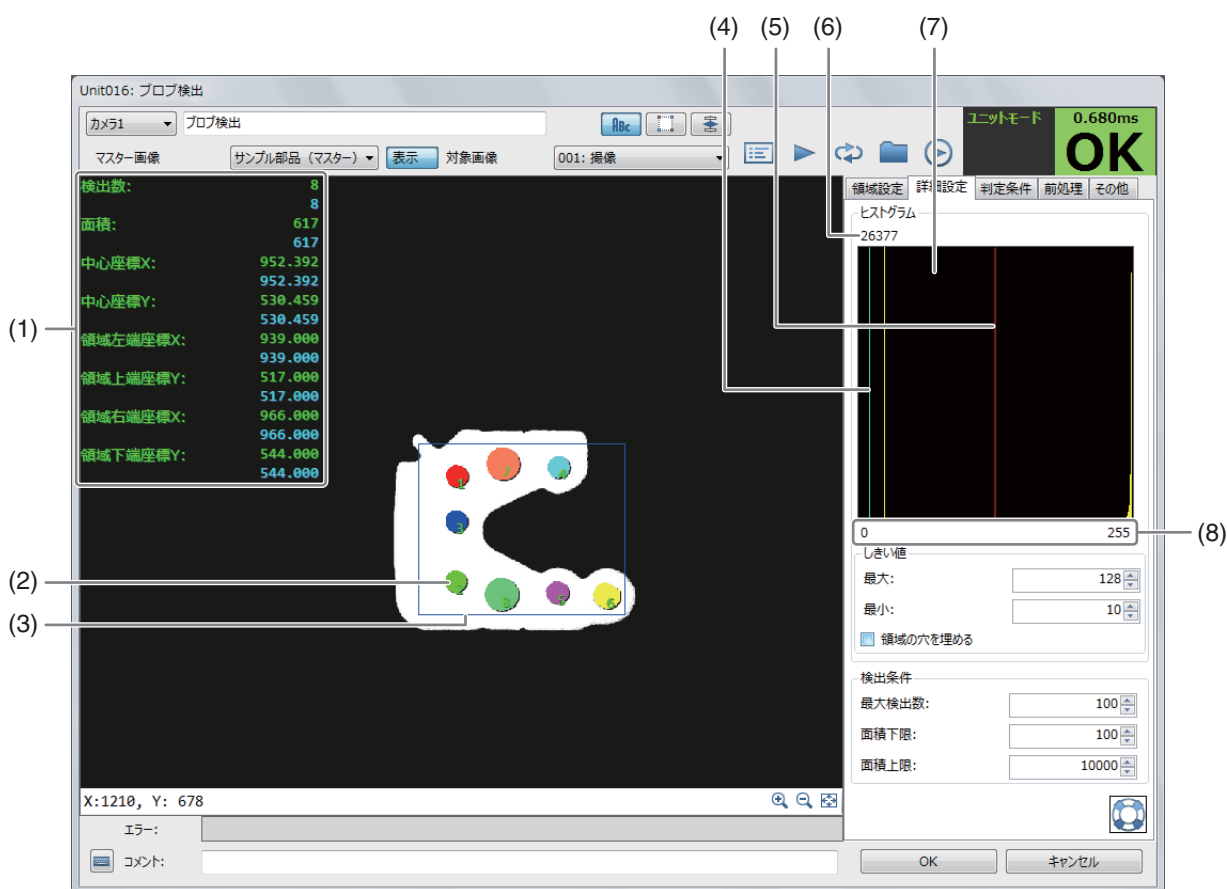 (4) (5) (6) (7)
Unit016: ブロブ検出
カメラ1 ブロブ検出 ABC
ユニットモード 0.680ms
OK
マスター画像 サンプル部品（マスター） 表示 対象画像 001: 撮像
検出数: 8
8
面積: 617
617
中心座標X: 952.392
952.392
中心座標Y: 530.459
530.459
領域左端座標X: 939.000
939.000
領域上端座標Y: 517.000
517.000
領域右端座標X: 966.000
966.000
領域下端座標Y: 544.000
544.000
(1)
(2)
(3)
1
7
4
3
2
8
5
6
領域設定 詳細設定 判定条件 前処理 その他
ヒストグラム
26377
0 255
(8)
しきい値
最大: 128
最小: 10
領域の穴を埋める
検出条件
最大検出数: 100
面積下限: 100
面積上限: 10000
X:1210, Y: 678
エラー:
コメント:
OK キャンセル